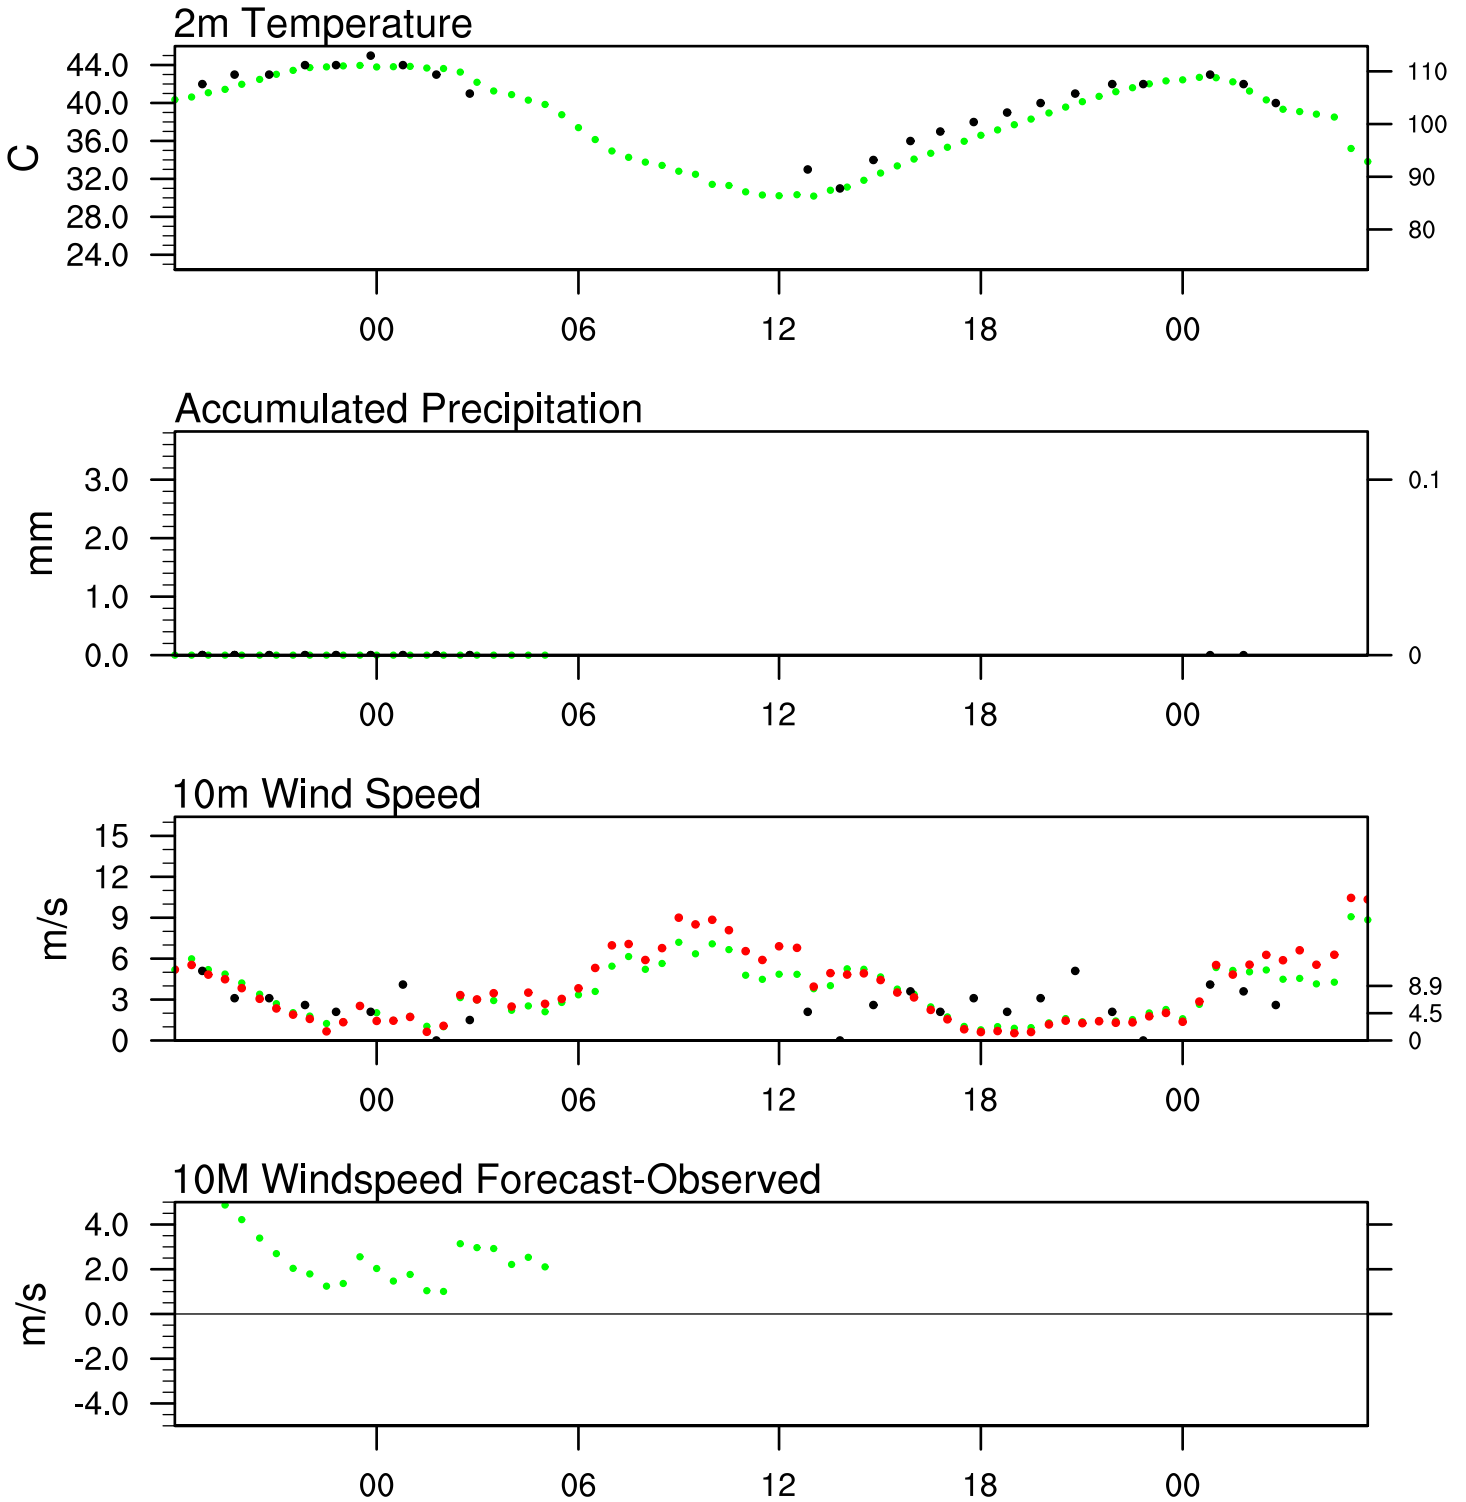 2m Temperature
44.0
40.0
36.0
32.0
28.0
24.0
C
110
100
90
80
00 06 12 18 00
Accumulated Precipitation
3.0
2.0
1.0
0.0
mm
0.1
0
00 06 12 18 00
10m Wind Speed
15
12
9
6
3
0
m/s
8.9
4.5
0
00 06 12 18 00
10M Windspeed Forecast-Observed
4.0
2.0
0.0
-2.0
-4.0
m/s
00 06 12 18 00